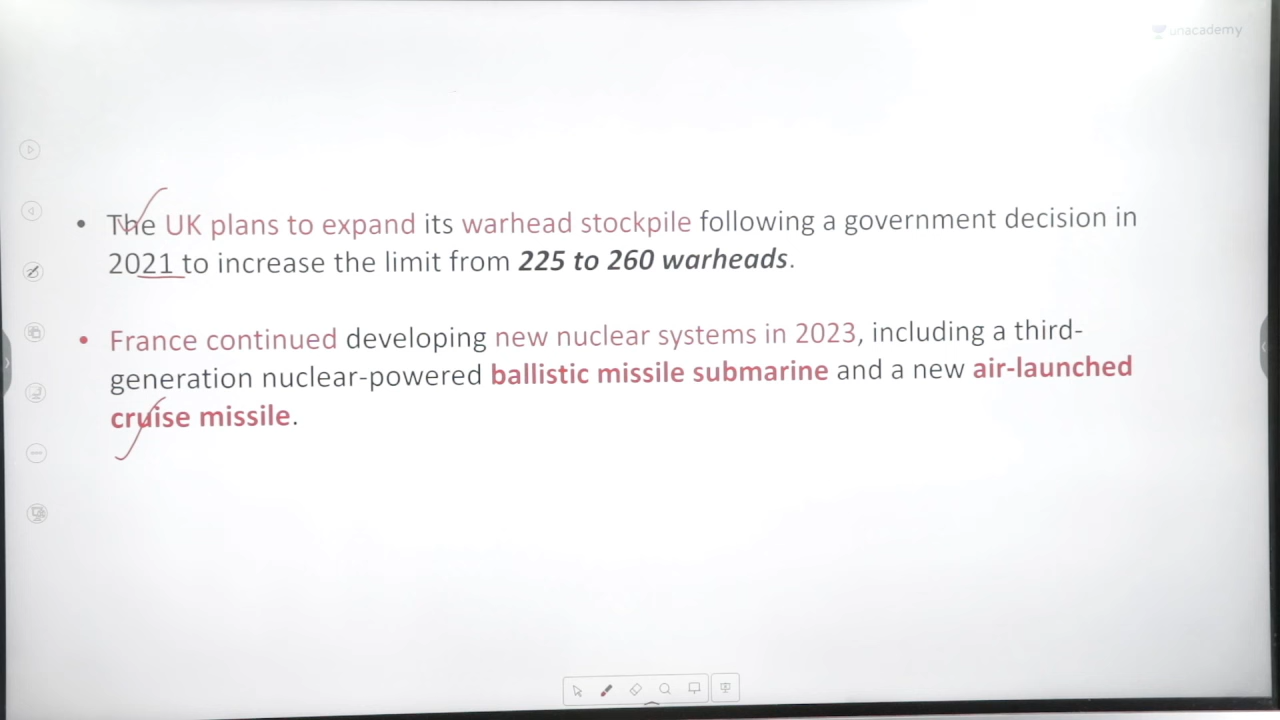 unacademy
• The UK plans to expand its warhead stockpile following a government decision in
2021 to increase the limit from 225 to 260 warheads.
• France continued developing new nuclear systems in 2023, including a third-
generation nuclear-powered ballistic missile submarine and a new air-launched
cruise missile.